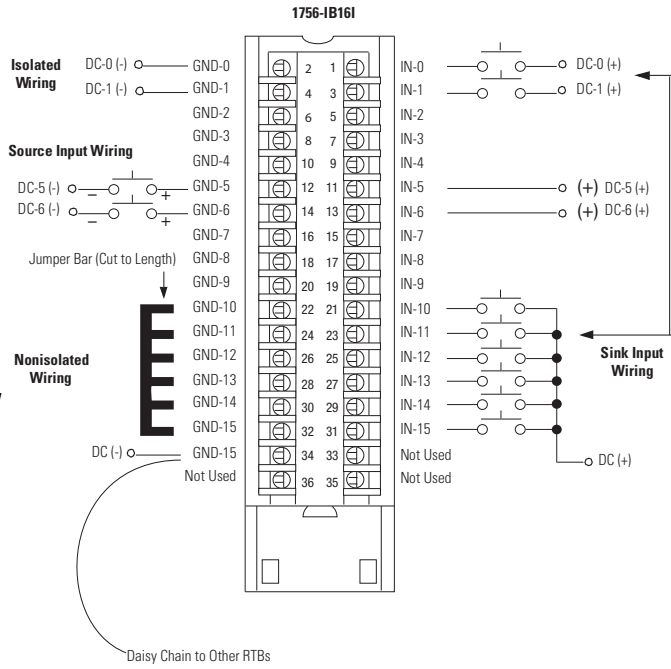 1756-IB16I
Isolated Wiring
DC-0 (-) GND-0 2 1 IN-0 DC-0 (+)
DC-1 (-) GND-1 4 3 IN-1 DC-1 (+)
GND-2 6 5 IN-2
GND-3 8 7 IN-3
Source Input Wiring
GND-4 10 9 IN-4
DC-5 (-) – + GND-5 12 11 IN-5 (+) DC-5 (+)
DC-6 (-) – + GND-6 14 13 IN-6 (+) DC-6 (+)
GND-7 16 15 IN-7
Jumper Bar (Cut to Length)
GND-8 18 17 IN-8
GND-9 20 19 IN-9
GND-10 22 21 IN-10
GND-11 24 23 IN-11
Nonisolated Wiring
GND-12 26 25 IN-12
Sink Input Wiring
GND-13 28 27 IN-13
GND-14 30 29 IN-14
GND-15 32 31 IN-15
DC (-) GND-15 34 33 Not Used DC (+)
Not Used 36 35 Not Used
Daisy Chain to Other RTBs